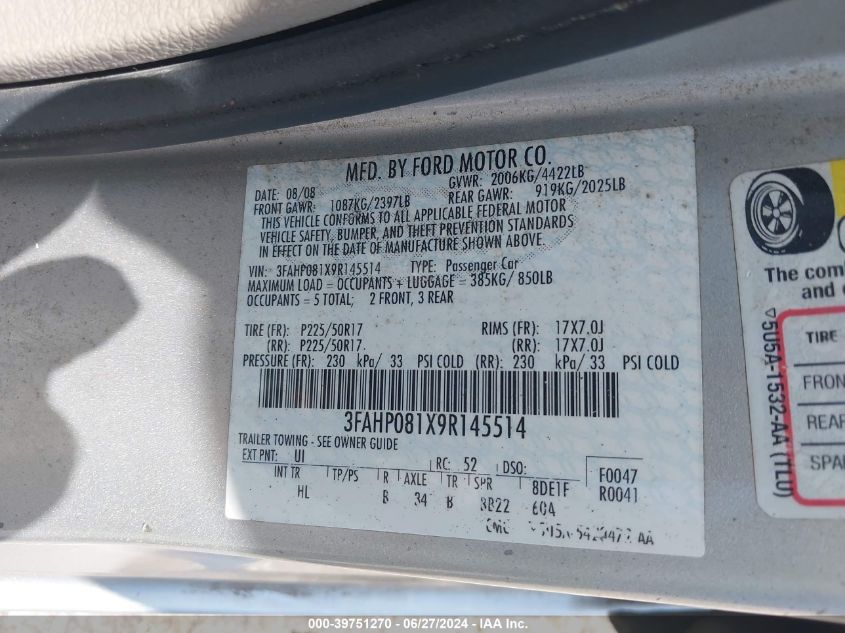 MFD. BY FORD MOTOR CO.
DATE: 08/08 GVWR: 2006KG/4422LB
FRONT GAWR: 1087KG/2397LB REAR GAWR: 919KG/2025LB
THIS VEHICLE CONFORMS TO ALL APPLICABLE FEDERAL MOTOR
VEHICLE SAFETY, BUMPER, AND THEFT PREVENTION STANDARDS
IN EFFECT ON THE DATE OF MANUFACTURE SHOWN ABOVE.
VIN: 3FAHP081X9R145514 TYPE: Passenger Car
MAXIMUM LOAD = OCCUPANTS + LUGGAGE = 385KG/ 850LB
OCCUPANTS = 5 TOTAL; 2 FRONT, 3 REAR
TIRE (FR): P225/50R17 RIMS (FR): 17X7.0J
(RR): P225/50R17 (RR): 17X7.0J
PRESSURE (FR): 230 kPa/ 33 PSI COLD (RR): 230 kPa/ 33 PSI COLD
3FAHP081X9R145514
TRAILER TOWING - SEE OWNER GUIDE
EXT PNT: UI RC: 52 DSO: F0047
INT TR TP/PS R AXLE TR SPR 8DE1F R0041
HL B 34 B BB22 604
The com
and
TIRE
FRON
REAR
SPA
▽5U5A-1532-AA (TLU)
000-39751270 - 06/27/2024 - IAA Inc.